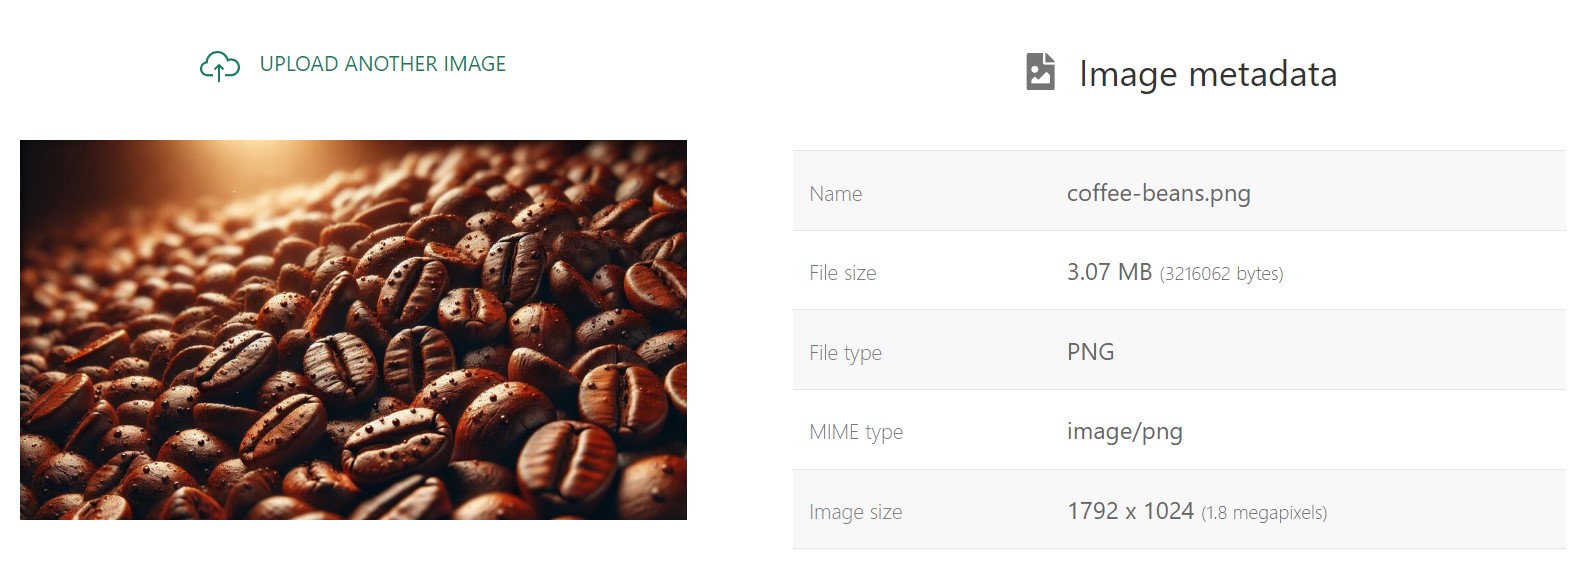 UPLOAD ANOTHER IMAGE
Image metadata
Name coffee-beans.png
File size 3.07 MB (3216062 bytes)
File type PNG
MIME type image/png
Image size 1792 x 1024 (1.8 megapixels)